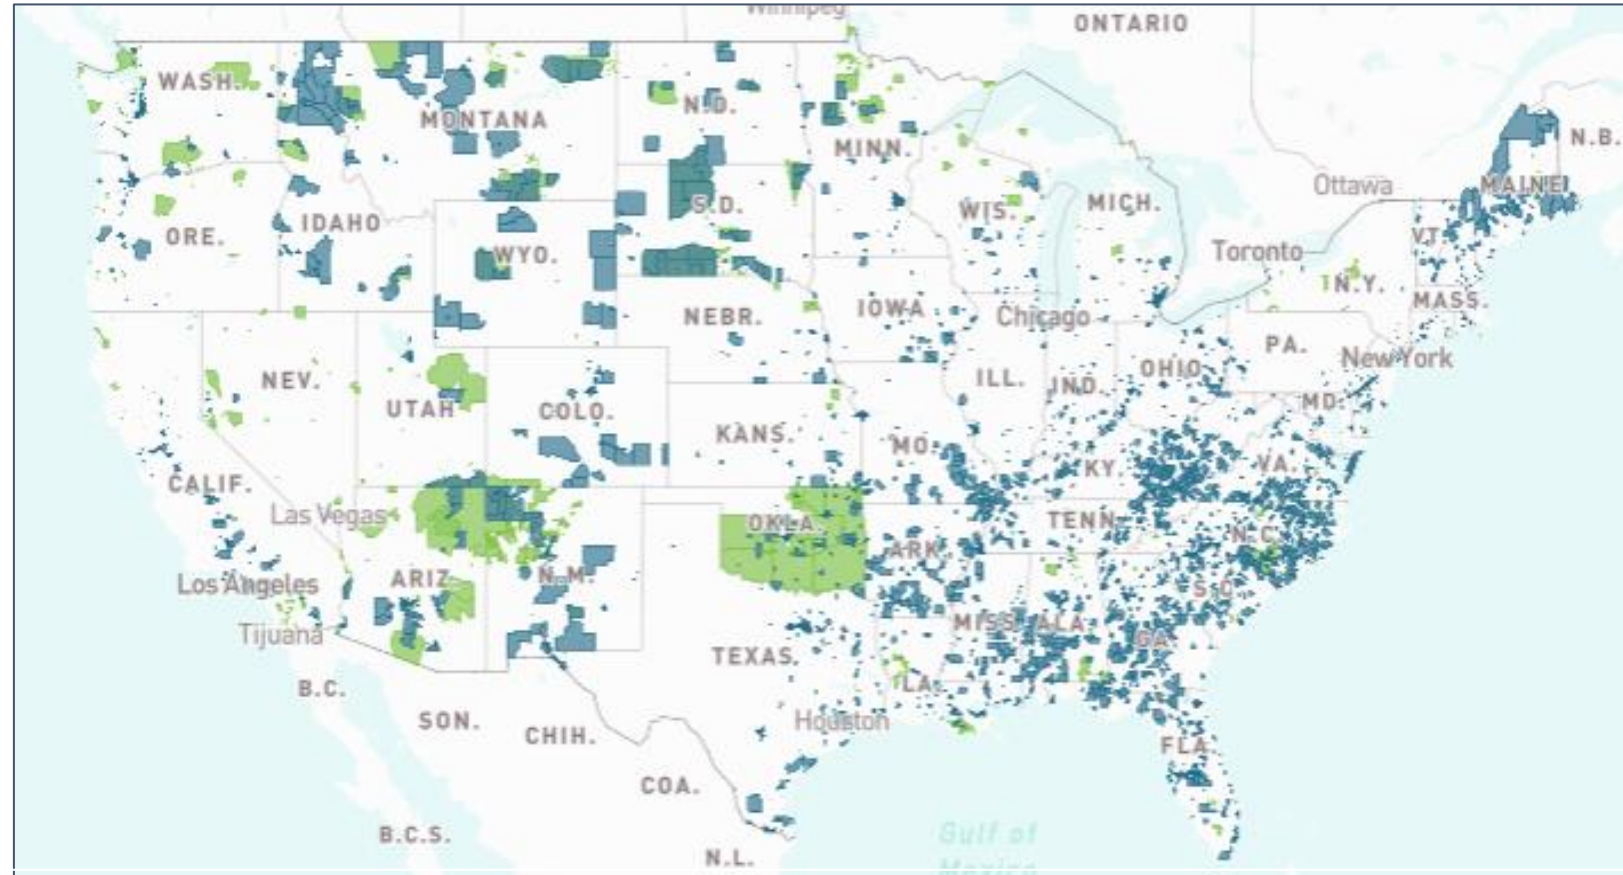 Winnipeg
ONTARIO
WASH.
MONTANA
N.D.
MINN.
N.B.
Ottawa
MAINE
ORE.
IDAHO
S.D.
WIS.
MICH.
Toronto
VT.
WYO.
N.Y.
MASS.
NEBR.
IOWA
Chicago
PA.
New York
NEV.
UTAH
COLO.
ILL.
IND.
OHIO
MD.
KANS.
MO.
KY.
VA.
CALIF.
Las Vegas
OKLA.
TENN.
N.C.
ARK.
Los Angeles
ARIZ.
N.M.
S.C.
Tijuana
MISS.
ALA.
GA.
TEXAS
B.C.
LA.
SON.
CHIH.
Houston
FLA.
COA.
B.C.S.
N.L.
Gulf of
Mexico